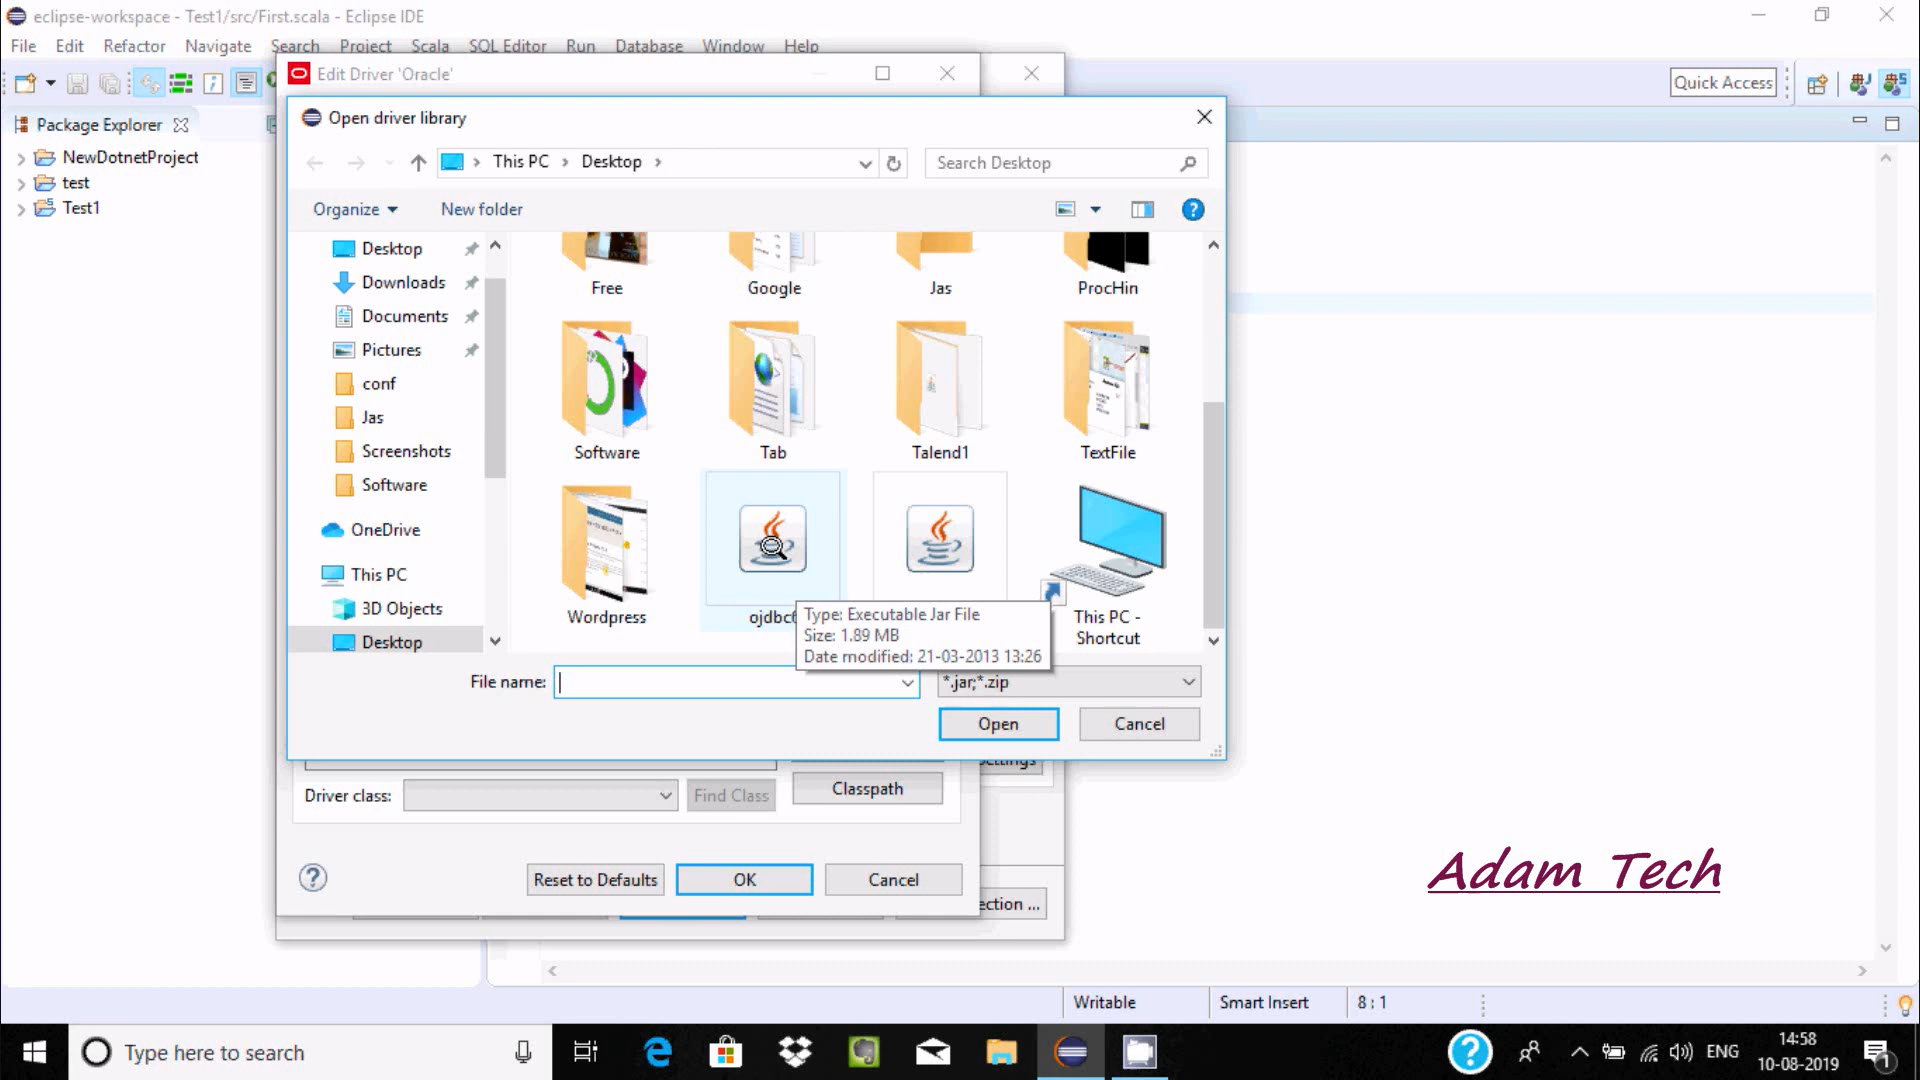 eclipse-workspace - Test1/src/First.scala - Eclipse IDE
File Edit Refactor Navigate Search Project Scala SQL Editor Run Database Window Help
Edit Driver 'Oracle'
Quick Access
Package Explorer
Open driver library
NewDotnetProject
test
Test1
This PC > Desktop >
Search Desktop
Organize
New folder
Desktop
Downloads
Documents
Pictures
conf
Jas
Screenshots
Software
OneDrive
This PC
3D Objects
Desktop
Free
Google
Jas
ProcHin
Software
Tab
Talend1
TextFile
Wordpress
ojdbc6
This PC -
Shortcut
Type: Executable Jar File
Size: 1.89 MB
Date modified: 21-03-2013 13:26
File name:
*.jar;*.zip
Open
Cancel
Driver class:
Find Class
Classpath
Reset to Defaults
OK
Cancel
Adam Tech
Writable
Smart Insert
8 : 1
Type here to search
ENG
14:58
10-08-2019
1